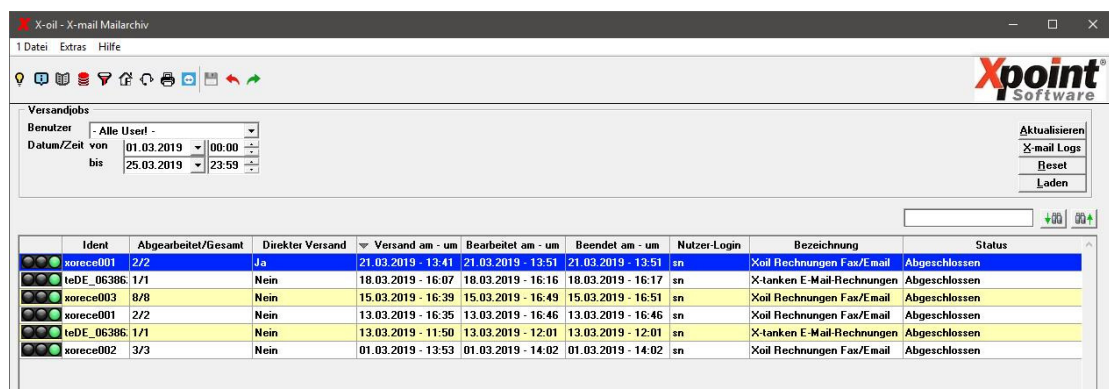 X-oil - X-mail Mailarchiv
1 Datei Extras Hilfe
Xpoint®
Software
Versandjobs
Benutzer - Alle User! -
Datum/Zeit von 01.03.2019 00:00
bis 25.03.2019 23:59
Aktualisieren
X-mail Logs
Reset
Laden
Ident Abgearbeitet/Gesamt Direkter Versand Versand am - um Bearbeitet am - um Beendet am - um Nutzer-Login Bezeichnung Status
xorece001 2/2 Ja 21.03.2019 - 13:41 21.03.2019 - 13:51 21.03.2019 - 13:51 sn Xoil Rechnungen Fax/Email Abgeschlossen
teDE_06386. 1/1 Nein 18.03.2019 - 16:07 18.03.2019 - 16:16 18.03.2019 - 16:17 sn X-tanken E-Mail-Rechnungen Abgeschlossen
xorece003 8/8 Nein 15.03.2019 - 16:39 15.03.2019 - 16:49 15.03.2019 - 16:51 sn Xoil Rechnungen Fax/Email Abgeschlossen
xorece001 2/2 Nein 13.03.2019 - 16:35 13.03.2019 - 16:46 13.03.2019 - 16:46 sn Xoil Rechnungen Fax/Email Abgeschlossen
teDE_06386. 1/1 Nein 13.03.2019 - 11:50 13.03.2019 - 12:01 13.03.2019 - 12:01 sn X-tanken E-Mail-Rechnungen Abgeschlossen
xorece002 3/3 Nein 01.03.2019 - 13:53 01.03.2019 - 14:02 01.03.2019 - 14:02 sn Xoil Rechnungen Fax/Email Abgeschlossen